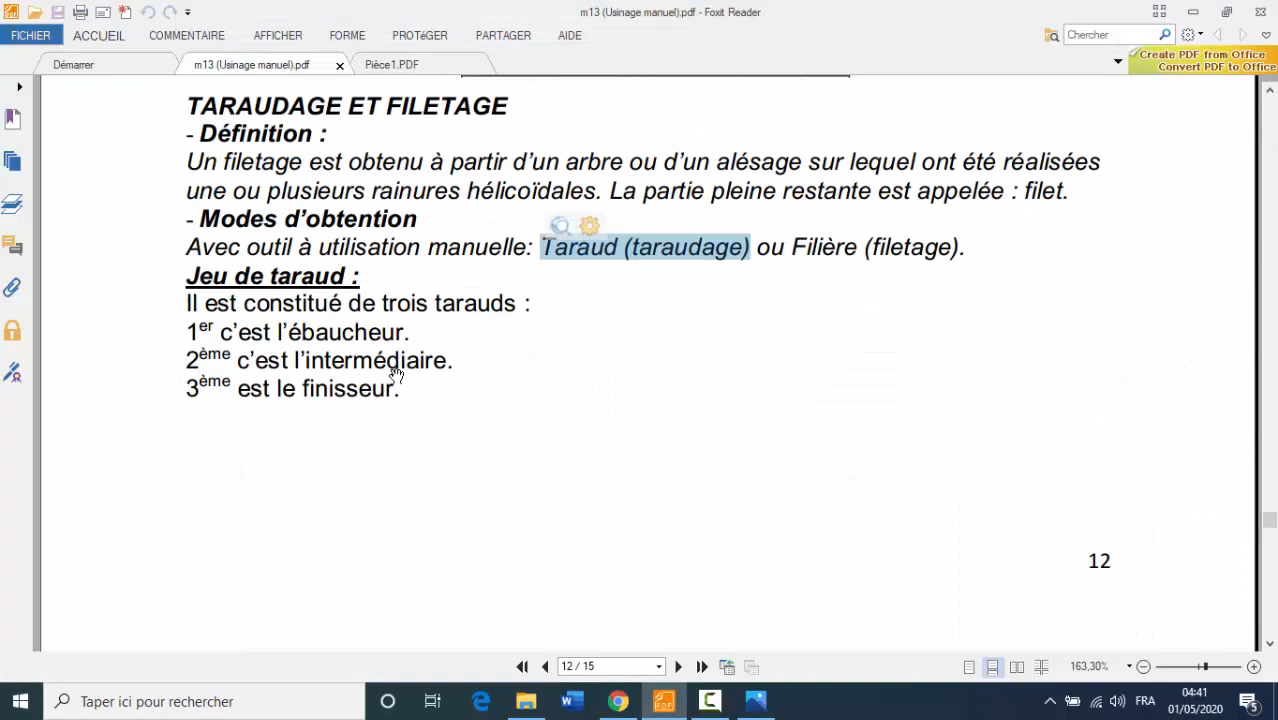 m13 (Usinage manuel).pdf - Foxit Reader
FICHIER ACCUEIL COMMENTAIRE AFFICHER FORME PROTéGER PARTAGER AIDE Chercher
Démarrer m13 (Usinage manuel).pdf Pièce1.PDF
Create PDF from Office
Convert PDF to Office
TARAUDAGE ET FILETAGE
- Définition :
Un filetage est obtenu à partir d’un arbre ou d’un alésage sur lequel ont été réalisées
une ou plusieurs rainures hélicoïdales. La partie pleine restante est appelée : filet.
- Modes d’obtention
Avec outil à utilisation manuelle: Taraud (taraudage) ou Filière (filetage).
Jeu de taraud :
Il est constitué de trois tarauds :
1er c’est l’ébaucheur.
2ème c’est l’intermédiaire.
3ème est le finisseur.
12
12 / 15 163,30%
Taper ici pour rechercher FRA 04:41
01/05/2020 5